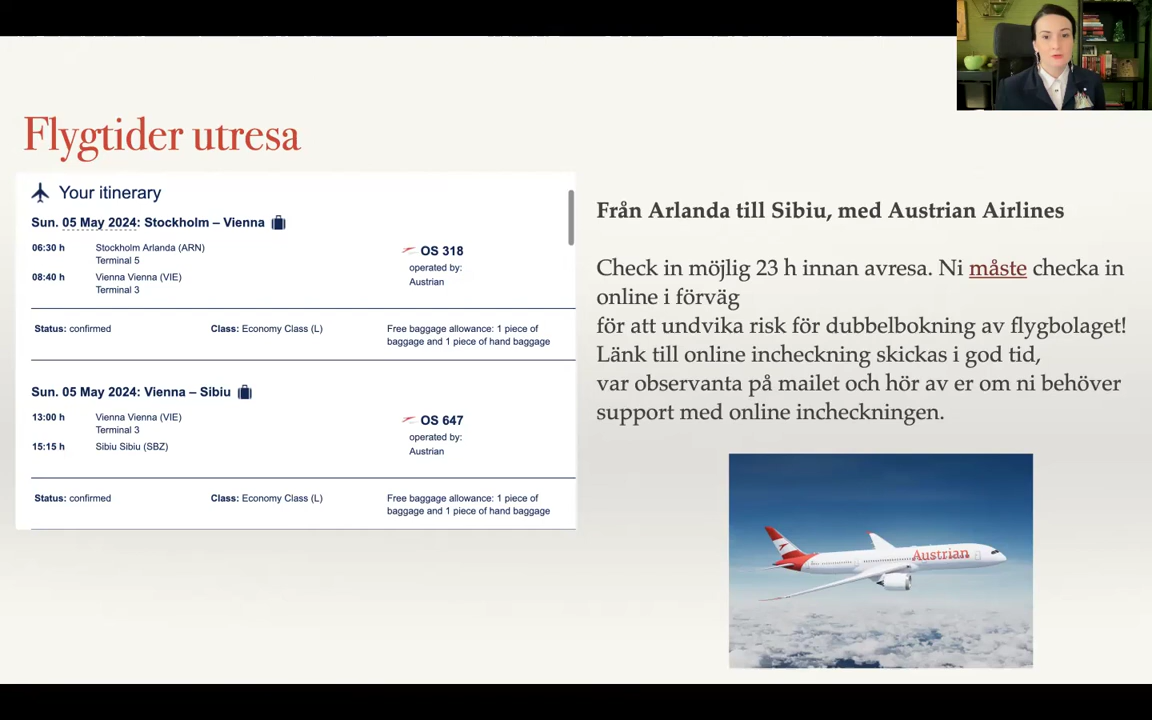 Flygtider utresa
Your itinerary
Sun. 05 May 2024: Stockholm – Vienna
06:30 h Stockholm Arlanda (ARN)
Terminal 5
08:40 h Vienna Vienna (VIE)
Terminal 3
OS 318
operated by:
Austrian
Status: confirmed Class: Economy Class (L) Free baggage allowance: 1 piece of
baggage and 1 piece of hand baggage
Sun. 05 May 2024: Vienna – Sibiu
13:00 h Vienna Vienna (VIE)
Terminal 3
15:15 h Sibiu Sibiu (SBZ)
OS 647
operated by:
Austrian
Status: confirmed Class: Economy Class (L) Free baggage allowance: 1 piece of
baggage and 1 piece of hand baggage
Från Arlanda till Sibiu, med Austrian Airlines
Check in möjlig 23 h innan avresa. Ni måste checka in
online i förväg
för att undvika risk för dubbelbokning av flygbolaget!
Länk till online incheckning skickas i god tid,
var observanta på mailet och hör av er om ni behöver
support med online incheckningen.
Austrian